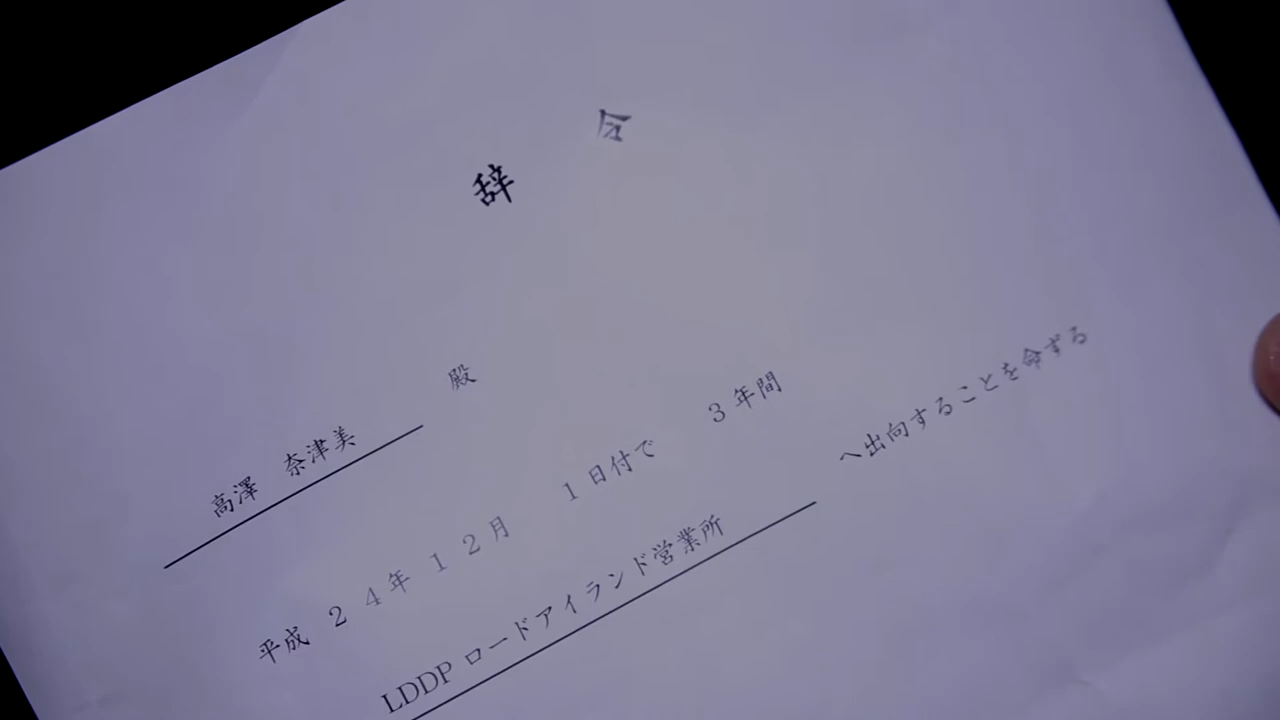 辞令
高澤 奈津美 殿
平成 24年 12月 1日付で 3年間
LDDP ロードアイランド営業所 へ出向することを命ずる